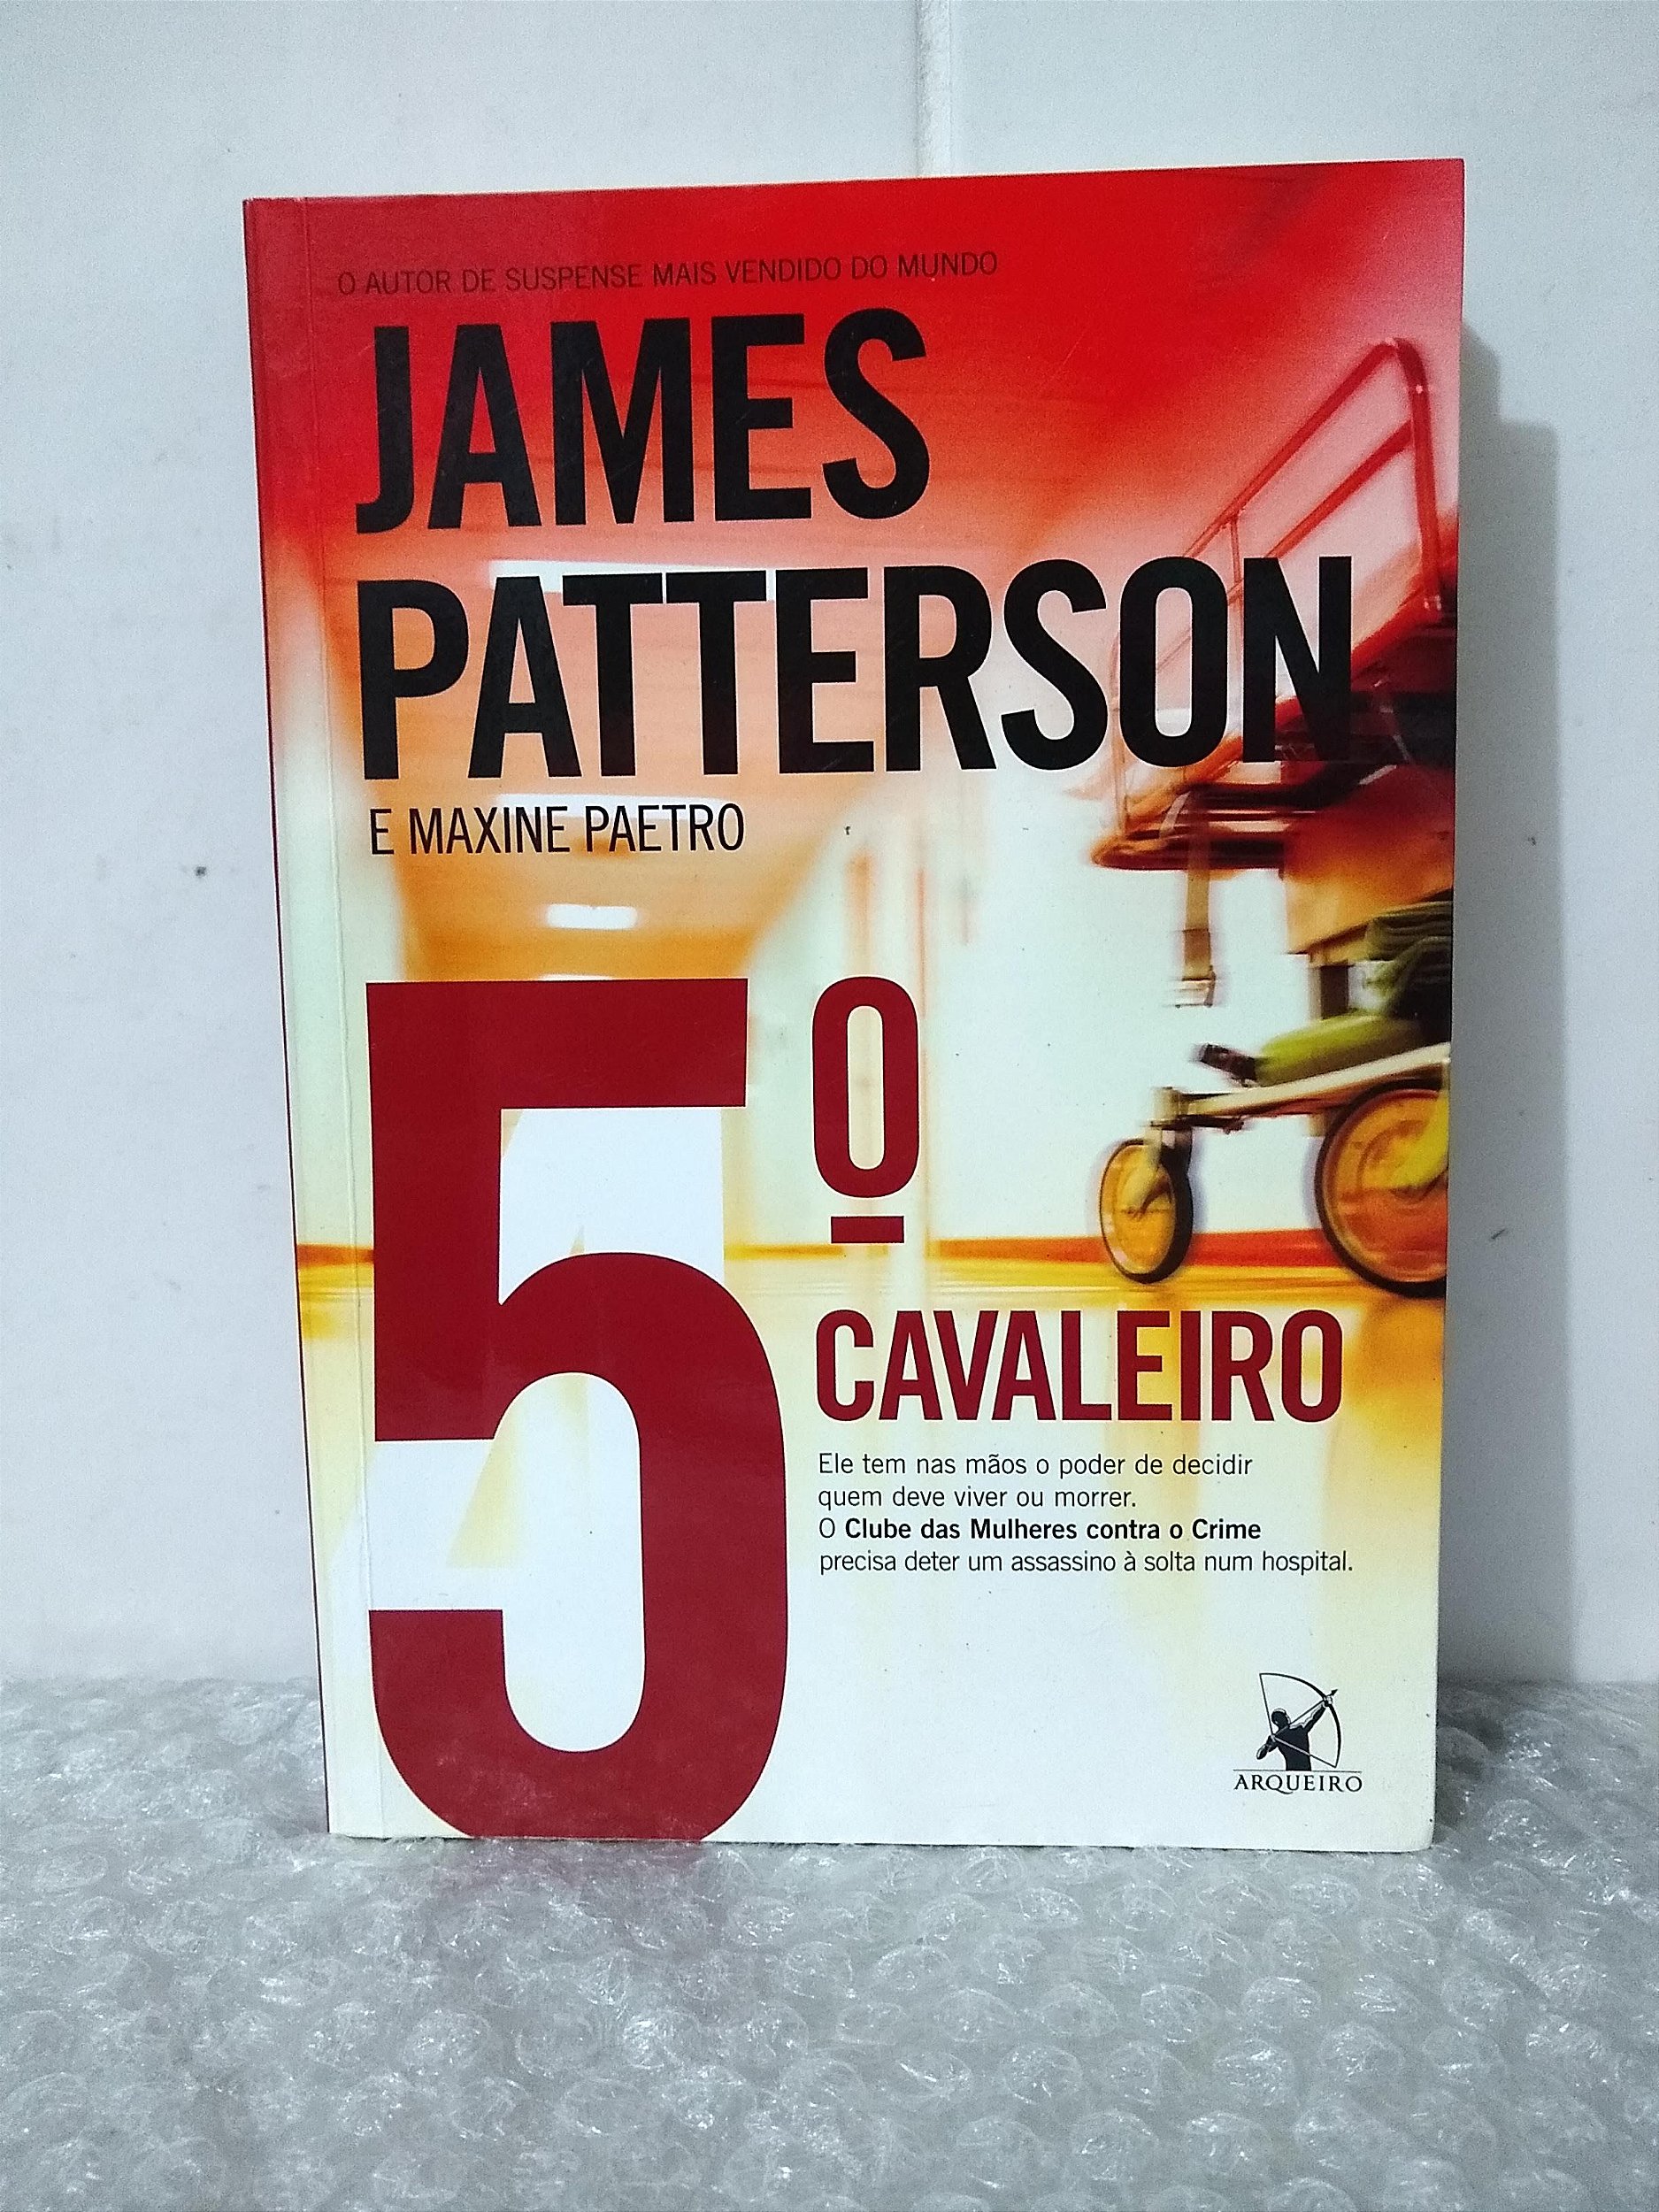 O AUTOR DE SUSPENSE MAIS VENDIDO DO MUNDO
JAMES
PATTERSON
E MAXINE PAETRO
5º
CAVALEIRO
Ele tem nas mãos o poder de decidir
quem deve viver ou morrer.
O Clube das Mulheres contra o Crime
precisa deter um assassino à solta num hospital.
ARQUEIRO